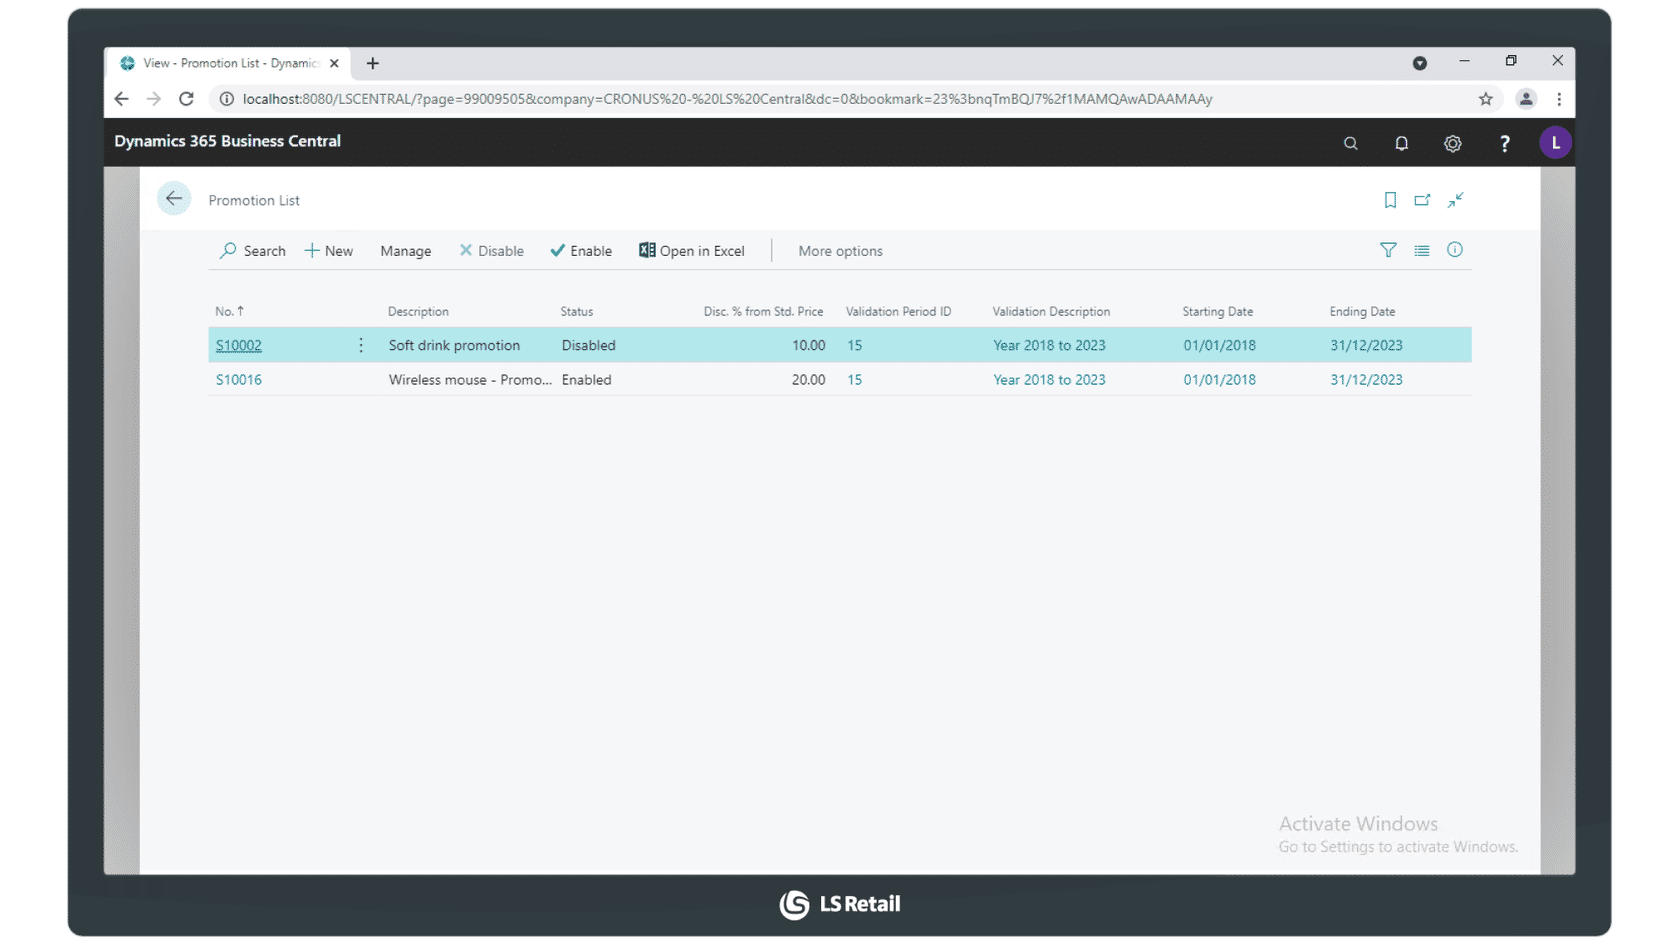 View - Promotion List - Dynamics
localhost:8080/LSCENTRAL/?page=99009505&company=CRONUS%20-%20LS%20Central&dc=0&bookmark=23%3bnqTmBQJ7%2f1MAMQAwADAAMAAy
Dynamics 365 Business Central
? L
Promotion List
Search New Manage Disable Enable Open in Excel More options
No. ↑ Description Status Disc. % from Std. Price Validation Period ID Validation Description Starting Date Ending Date
S10002 Soft drink promotion Disabled 10.00 15 Year 2018 to 2023 01/01/2018 31/12/2023
S10016 Wireless mouse - Promo... Enabled 20.00 15 Year 2018 to 2023 01/01/2018 31/12/2023
Activate Windows
Go to Settings to activate Windows.
LS Retail